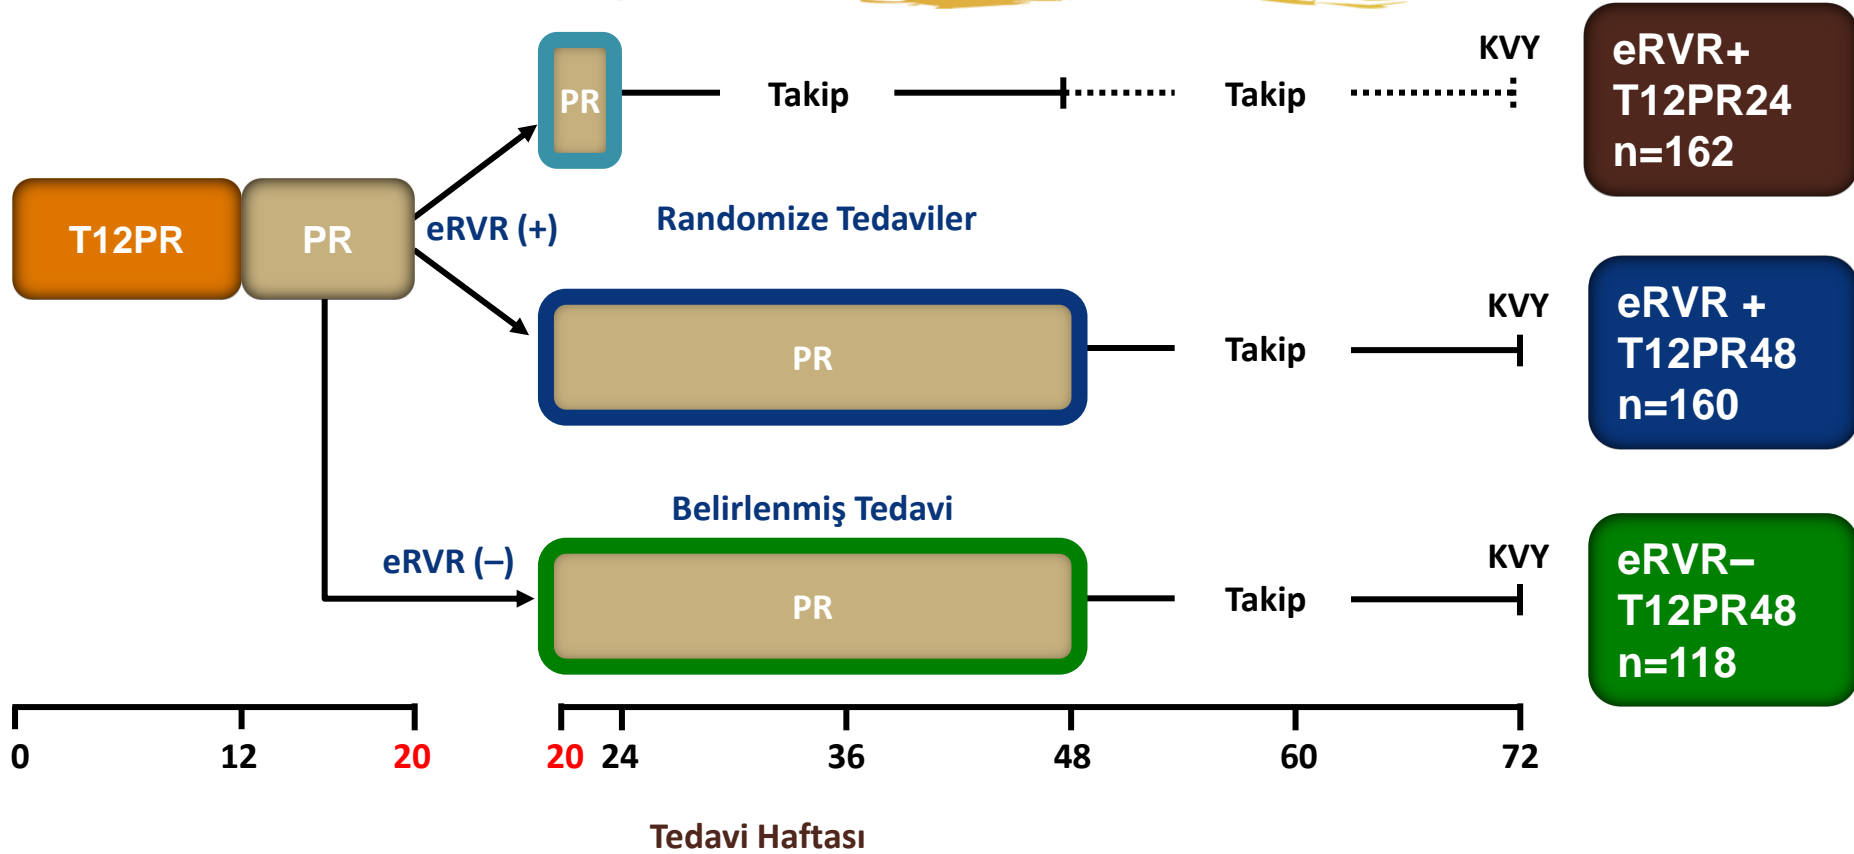 KVY
PR
Takip
Takip
eRVR+
T12PR24
n=162
T12PR
PR
eRVR (+)
Randomize Tedaviler
KVY
PR
Takip
eRVR +
T12PR48
n=160
Belirlenmiş Tedavi
eRVR (–)
KVY
PR
Takip
eRVR–
T12PR48
n=118
0 12 20 20 24 36 48 60 72
Tedavi Haftası